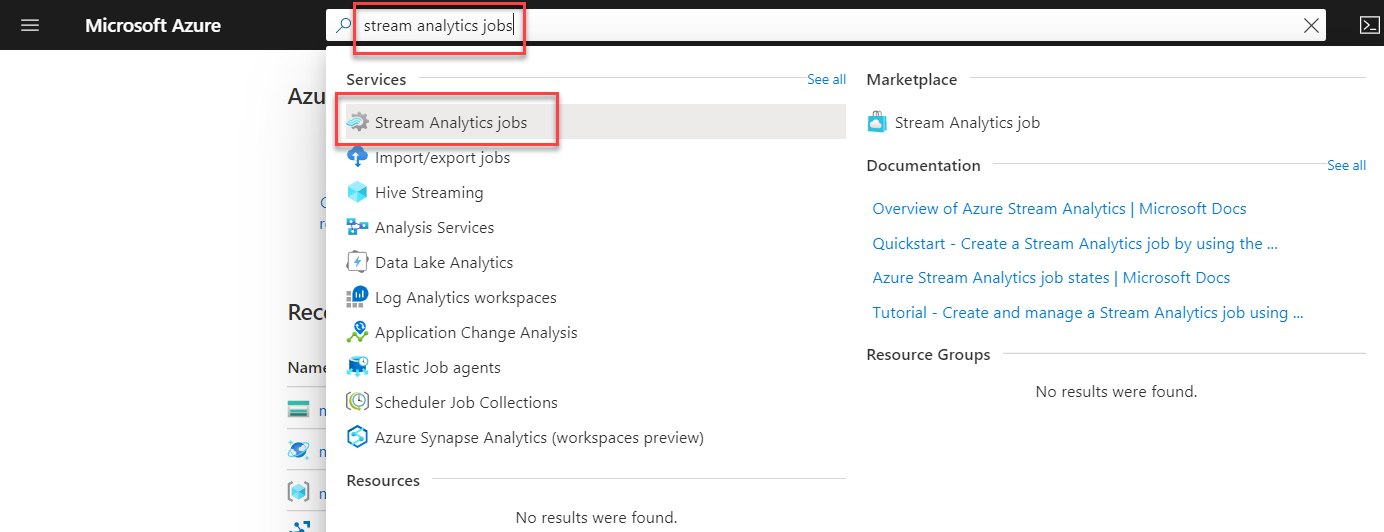 Microsoft Azure
stream analytics jobs
Azu
Services
See all
Stream Analytics jobs
Import/export jobs
Hive Streaming
Analysis Services
Data Lake Analytics
Log Analytics workspaces
Application Change Analysis
Elastic Job agents
Scheduler Job Collections
Azure Synapse Analytics (workspaces preview)
Resources
No results were found.
Marketplace
Stream Analytics job
Documentation
See all
Overview of Azure Stream Analytics | Microsoft Docs
Quickstart - Create a Stream Analytics job by using the ...
Azure Stream Analytics job states | Microsoft Docs
Tutorial - Create and manage a Stream Analytics job using ...
Resource Groups
No results were found.
Rece
Name